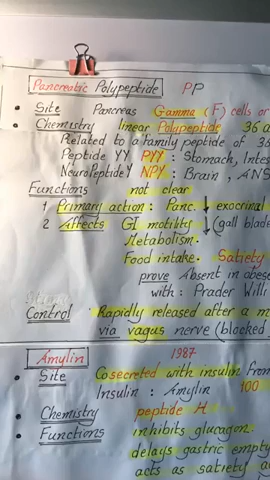 Pancreatic Polypeptide PP
• Site Pancreas Gamma (F) cells or
• Chemistry linear Polypeptide 36 a
Related to a family peptide of 36
Peptide YY PYY : Stomach, Intes
NeuroPeptide Y NPY : Brain, ANS
Functions not clear
1 Primary action : Panc. ↓ exocrinal
2 Affects GI motility ↓ (gall blade
Metabolism.
Food intake. Satiety
prove Absent in obese
with : Prader Willi
Control Rapidly released after a m
via vagus nerve (blocked
Amylin 1987
• Site Cosecreted with insulin from
Insulin : Amylin 100
• Chemistry peptide H
• Functions inhibits glucagon.
delays gastric empty
acts as satiety a